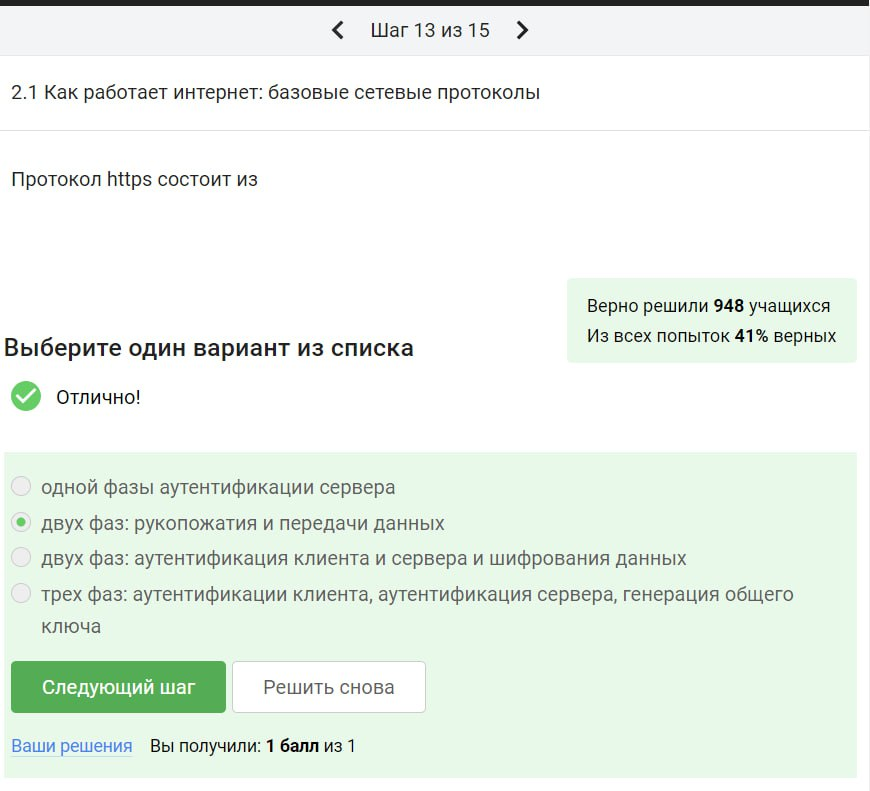 Шаг 13 из 15
2.1 Как работает интернет: базовые сетевые протоколы
Протокол https состоит из
Верно решили 948 учащихся
Из всех попыток 41% верных
Выберите один вариант из списка
Отлично!
одной фазы аутентификации сервера
двух фаз: рукопожатия и передачи данных
двух фаз: аутентификация клиента и сервера и шифрования данных
трех фаз: аутентификации клиента, аутентификация сервера, генерация общего
ключа
Следующий шаг
Решить снова
Ваши решения Вы получили: 1 балл из 1